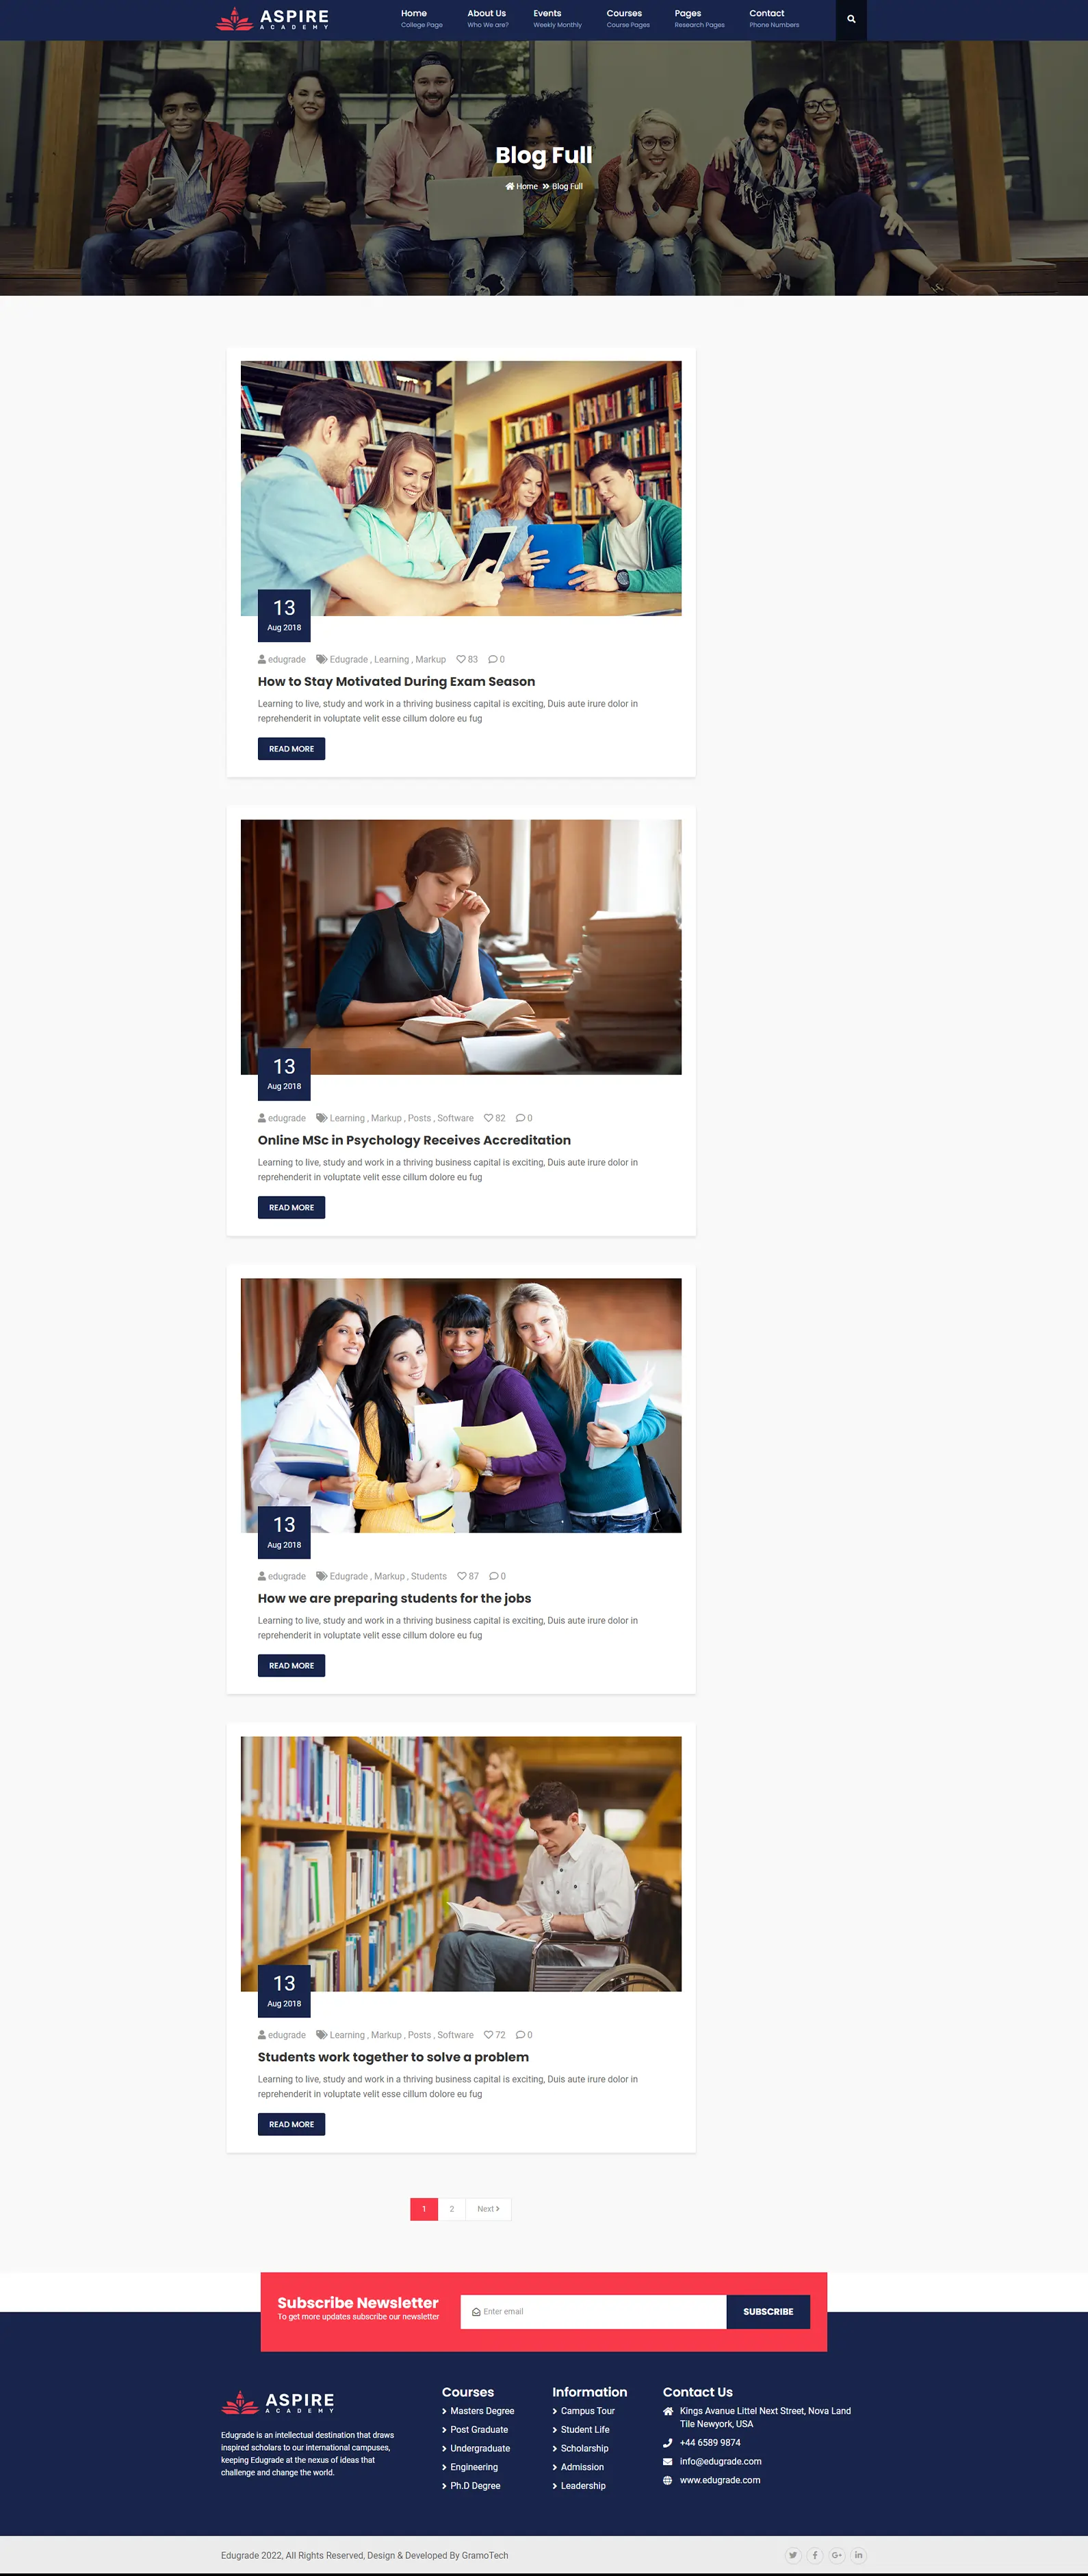 ASPIRE
ACADEMY
Home
College Page
About Us
Who We are?
Events
Weekly Monthly
Courses
Course Pages
Pages
Research Pages
Contact
Phone Numbers
Blog Full
Home » Blog Full
13
Aug 2018
edugrade Edugrade , Learning , Markup 83 0
How to Stay Motivated During Exam Season
Learning to live, study and work in a thriving business capital is exciting, Duis aute irure dolor in
reprehenderit in voluptate velit esse cillum dolore eu fug
READ MORE
13
Aug 2018
edugrade Learning , Markup , Posts , Software 82 0
Online MSc in Psychology Receives Accreditation
Learning to live, study and work in a thriving business capital is exciting, Duis aute irure dolor in
reprehenderit in voluptate velit esse cillum dolore eu fug
READ MORE
13
Aug 2018
edugrade Edugrade , Markup , Students 87 0
How we are preparing students for the jobs
Learning to live, study and work in a thriving business capital is exciting, Duis aute irure dolor in
reprehenderit in voluptate velit esse cillum dolore eu fug
READ MORE
13
Aug 2018
edugrade Learning , Markup , Posts , Software 72 0
Students work together to solve a problem
Learning to live, study and work in a thriving business capital is exciting, Duis aute irure dolor in
reprehenderit in voluptate velit esse cillum dolore eu fug
READ MORE
1 2 Next
Subscribe Newsletter
To get more updates subscribe our newsletter
Enter email
SUBSCRIBE
ASPIRE
ACADEMY
Edugrade is an intellectual destination that draws
inspired scholars to our international campuses,
keeping Edugrade at the nexus of ideas that
challenge and change the world.
Courses
Masters Degree
Post Graduate
Undergraduate
Engineering
Ph.D Degree
Information
Campus Tour
Student Life
Scholarship
Admission
Leadership
Contact Us
Kings Avanue Littel Next Street, Nova Land
Tile Newyork, USA
+44 6589 9874
info@edugrade.com
www.edugrade.com
Edugrade 2022, All Rights Reserved, Design & Developed By GramoTech